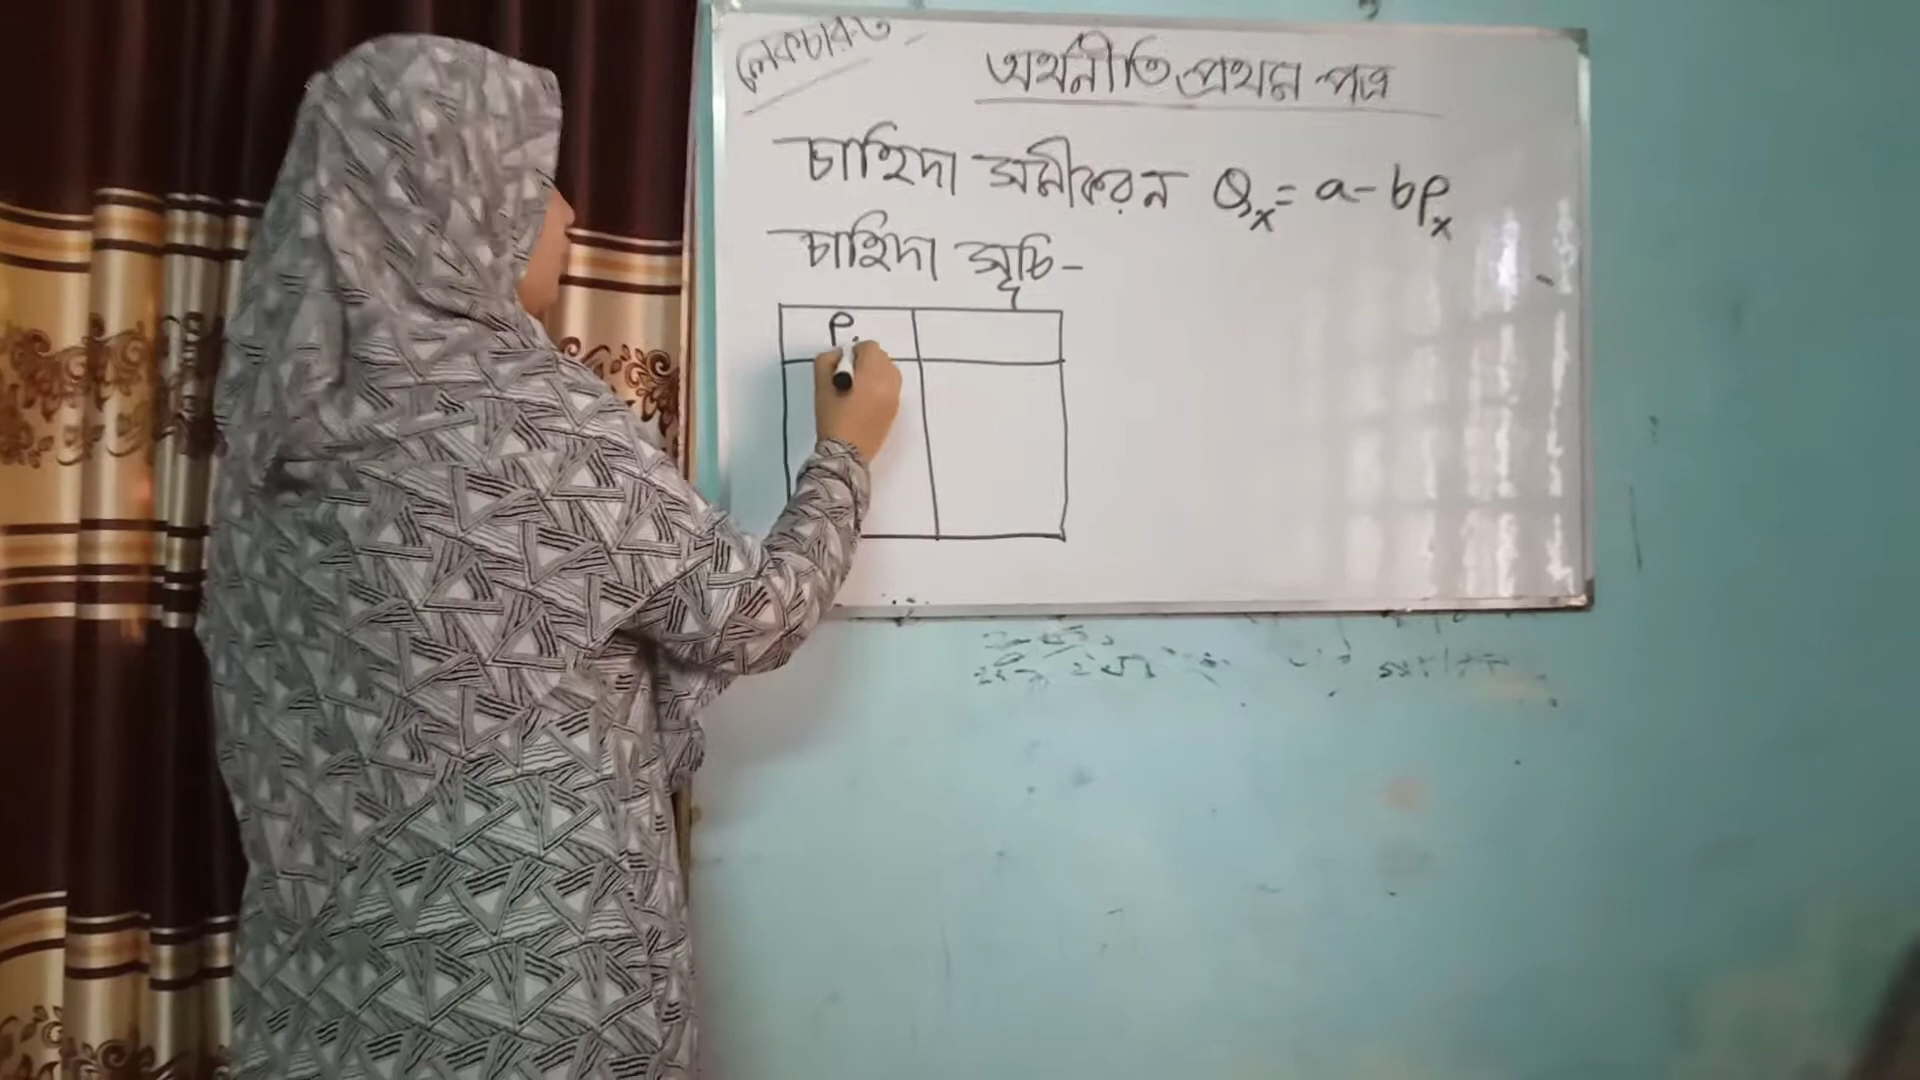 লেকচার-৩
অর্থনীতি প্রথম পত্র
চাহিদা সমীকরন Qx = a - bPx
চাহিদা সূচি-
P